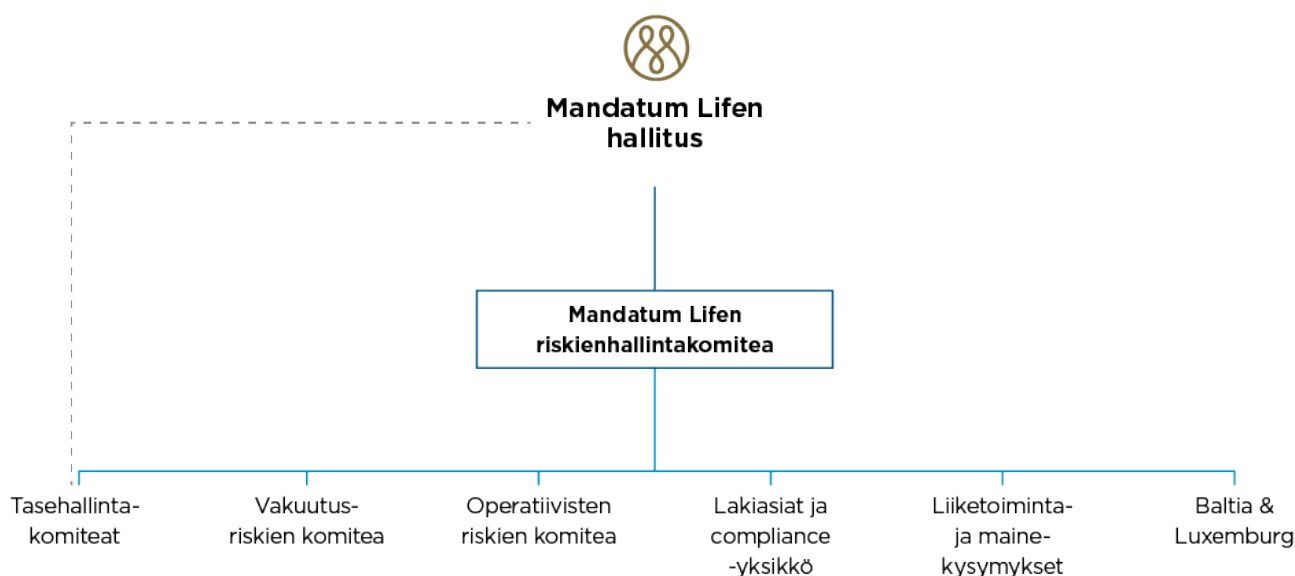 Mandatum Lifen
hallitus
Mandatum Lifen
riskienhallintakomitea
Tasehallinta-
komiteat
Vakuutus-
riskien komitea
Operatiivisten
riskien komitea
Lakiasiat ja
compliance
-yksikkö
Liiketoiminta-
ja maine-
kysymykset
Baltia &
Luxemburg